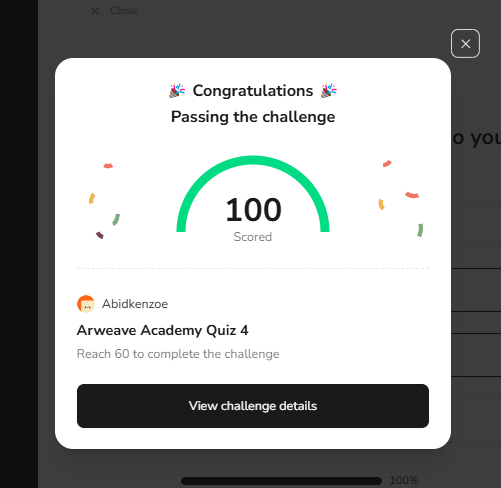 Close
Congratulations
Passing the challenge
o you
100
Scored
Abidkenzoe
Arweave Academy Quiz 4
Reach 60 to complete the challenge
View challenge details
100%